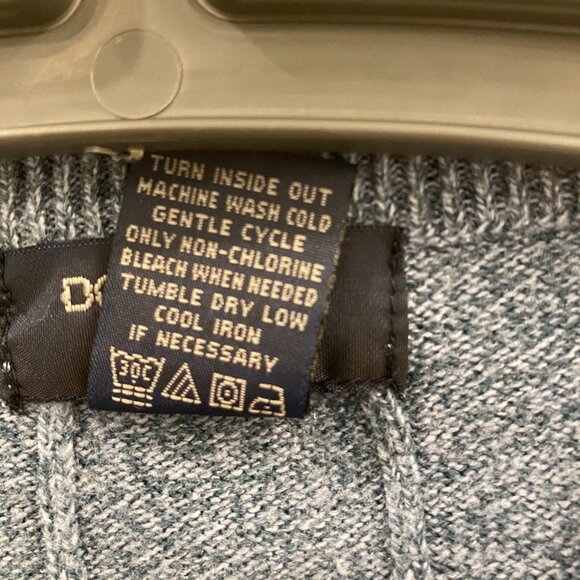 TURN INSIDE OUT
MACHINE WASH COLD
GENTLE CYCLE
ONLY NON-CHLORINE
BLEACH WHEN NEEDED
TUMBLE DRY LOW
COOL IRON
IF NECESSARY
30C